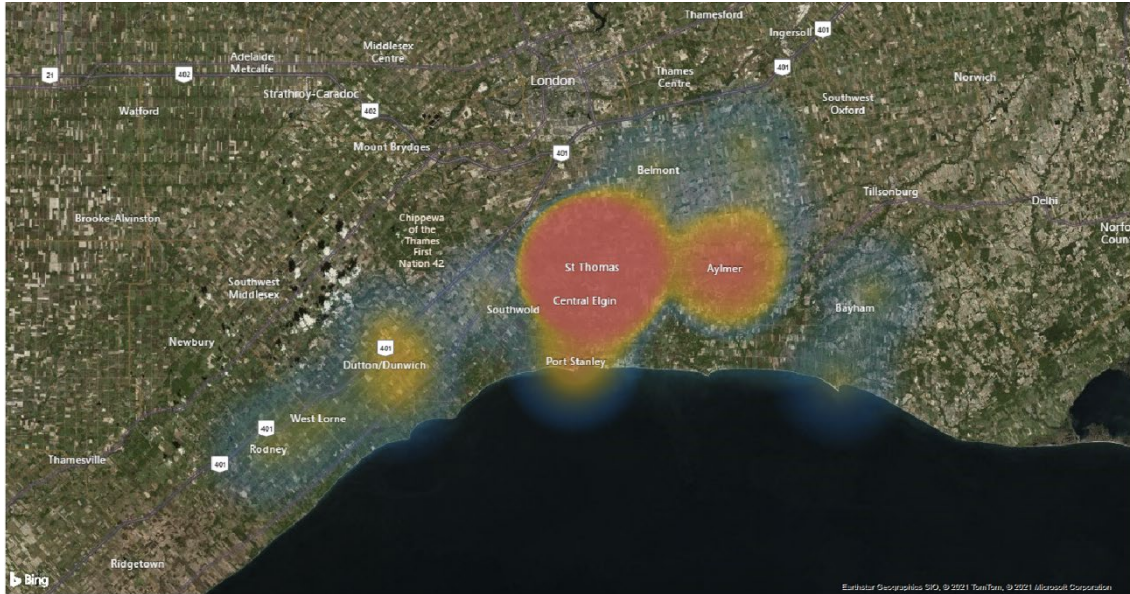 Thamesford
Ingersoll
401
Middlesex
Centre
Adelaide
Metcalfe
21
402
London
401
Thames
Centre
Norwich
Strathroy-Caradoc
402
Watford
Southwest
Oxford
Mount Brydges
401
Belmont
Tillsonburg
Delhi
Brooke-Alvinston
Chippewa
of the
Thames
First
Nation 42
Norfo
Coun
St Thomas
Aylmer
Southwest
Middlesex
Central Elgin
Southwold
Bayham
Newbury
401
Dutton/Dunwich
Port Stanley
West Lorne
401
Rodney
Thamesville
401
Ridgetown
Bing
Earthstar Geographics SIO, © 2021 TomTom, © 2021 Microsoft Corporation